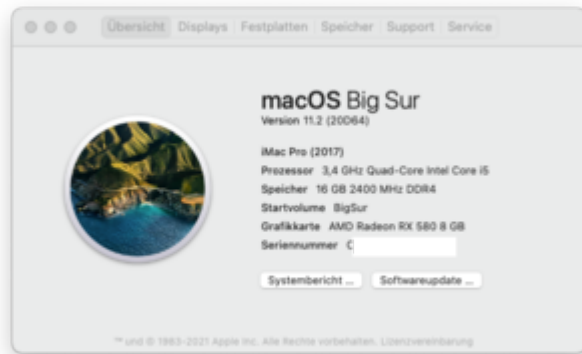 Übersicht Displays Festplatten Speicher Support Service
macOS Big Sur
Version 11.2 (20D64)
iMac Pro (2017)
Prozessor 3,4 GHz Quad-Core Intel Core i5
Speicher 16 GB 2400 MHz DDR4
Startvolume BigSur
Grafikkarte AMD Radeon RX 580 8 GB
Seriennummer C
Systembericht ... Softwareupdate ...
™ und © 1983-2021 Apple Inc. Alle Rechte vorbehalten. Lizenzvereinbarung